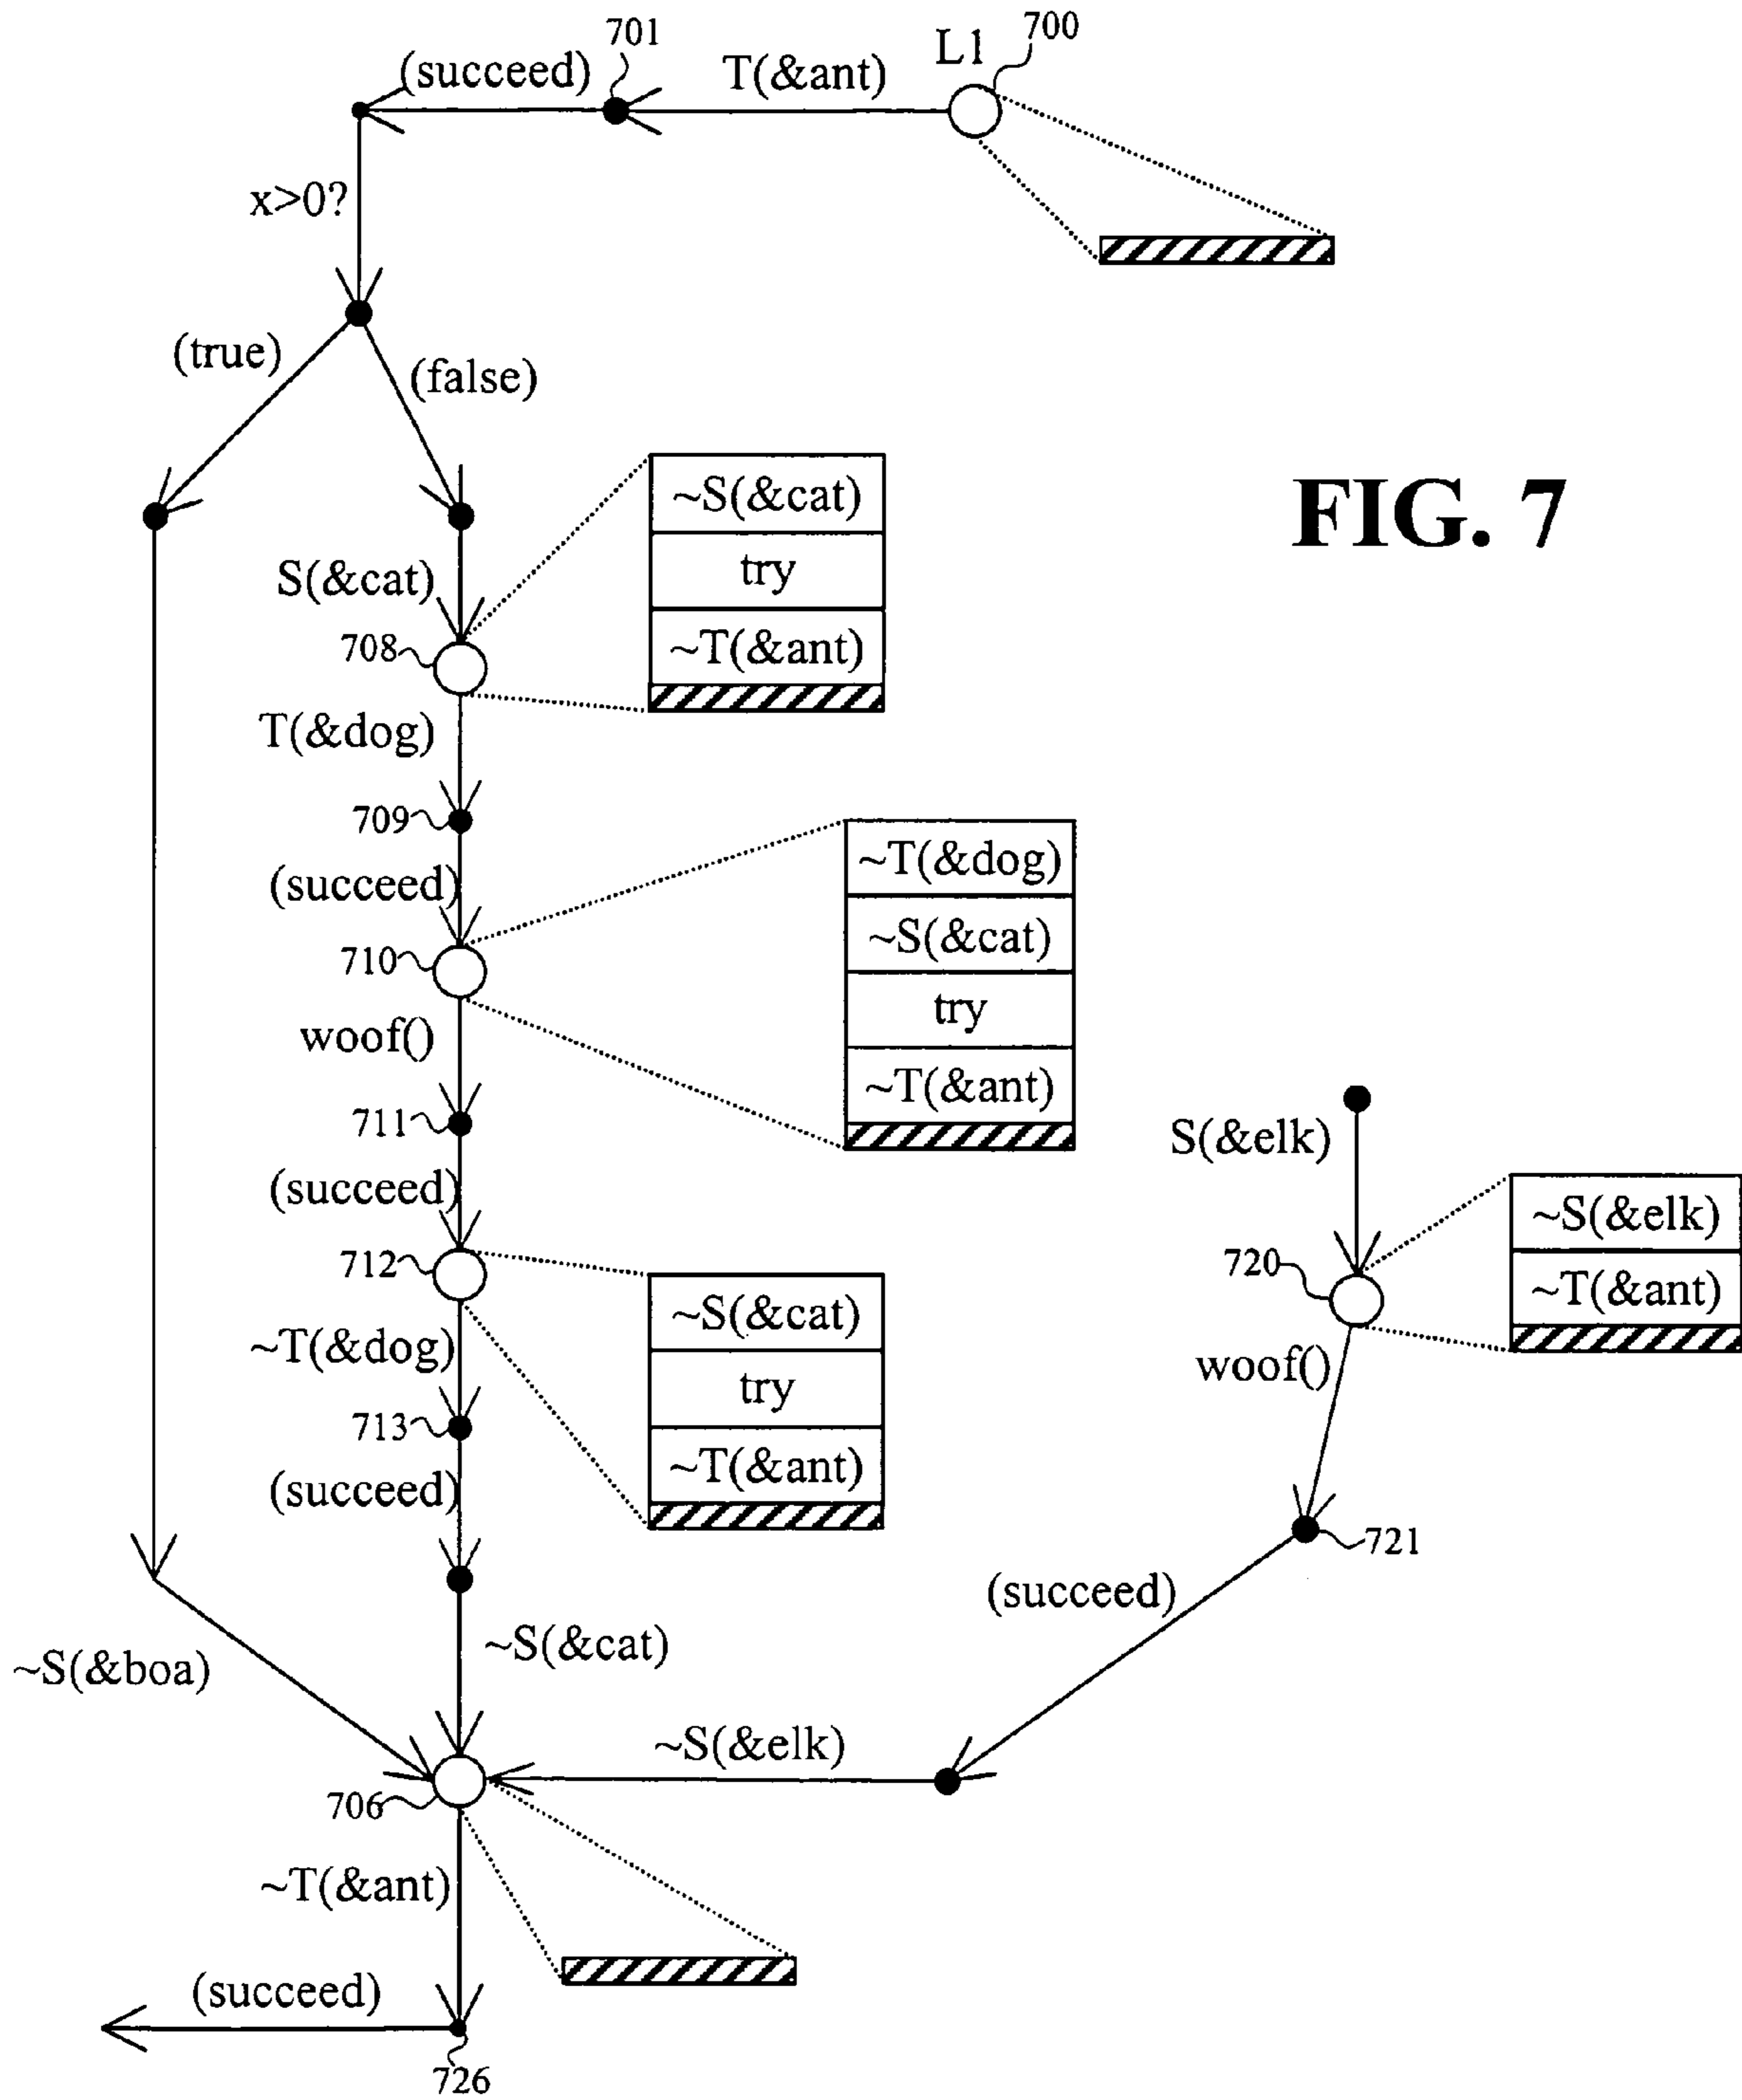 701
L1
700
(succeed)
T(&ant)
x>0?
(true)
(false)
FIG. 7
~S(&cat)
try
~T(&ant)
S(&cat)
708
T(&dog)
709
(succeed)
~T(&dog)
~S(&cat)
try
~T(&ant)
710
woof()
711
(succeed)
S(&elk)
~S(&elk)
~T(&ant)
720
712
~S(&cat)
try
~T(&ant)
~T(&dog)
woof()
713
(succeed)
721
(succeed)
~S(&cat)
~S(&boa)
~S(&elk)
706
~T(&ant)
(succeed)
726